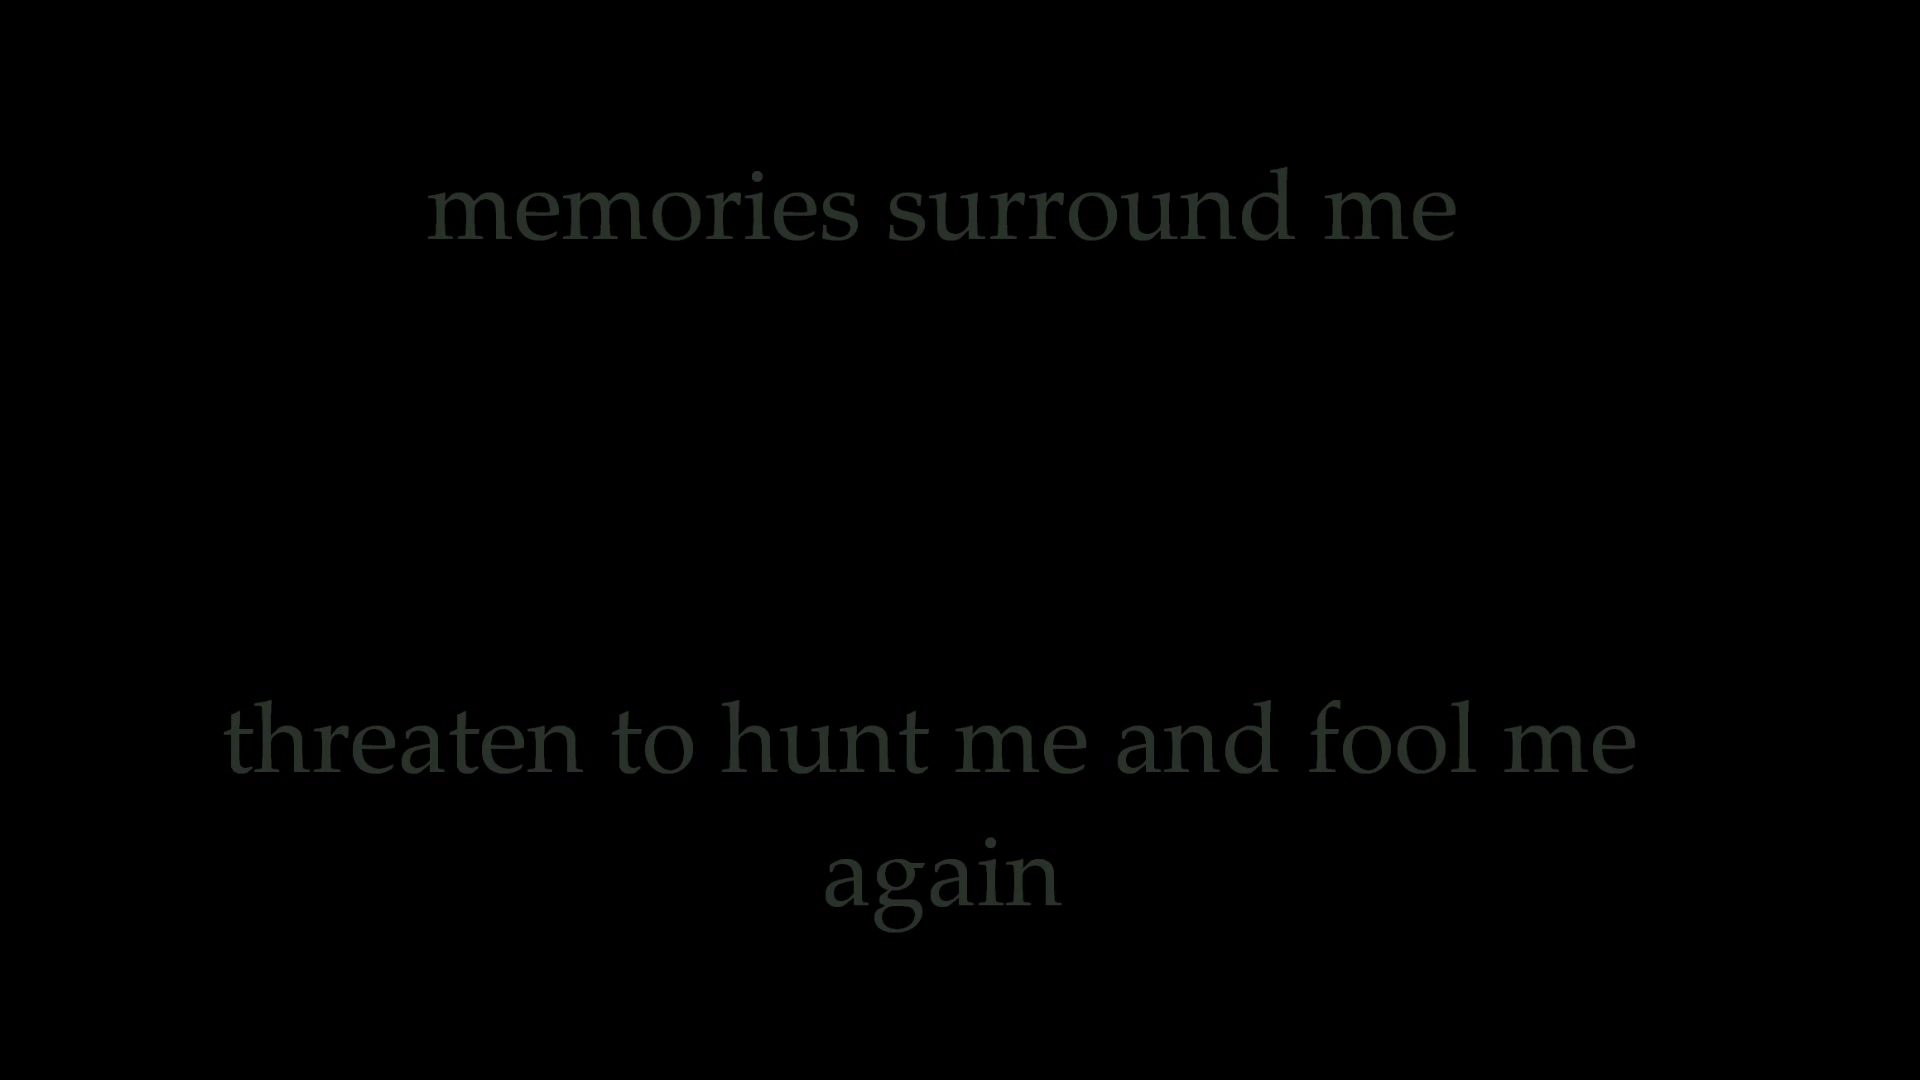 memories surround me
threaten to hunt me and fool me
again